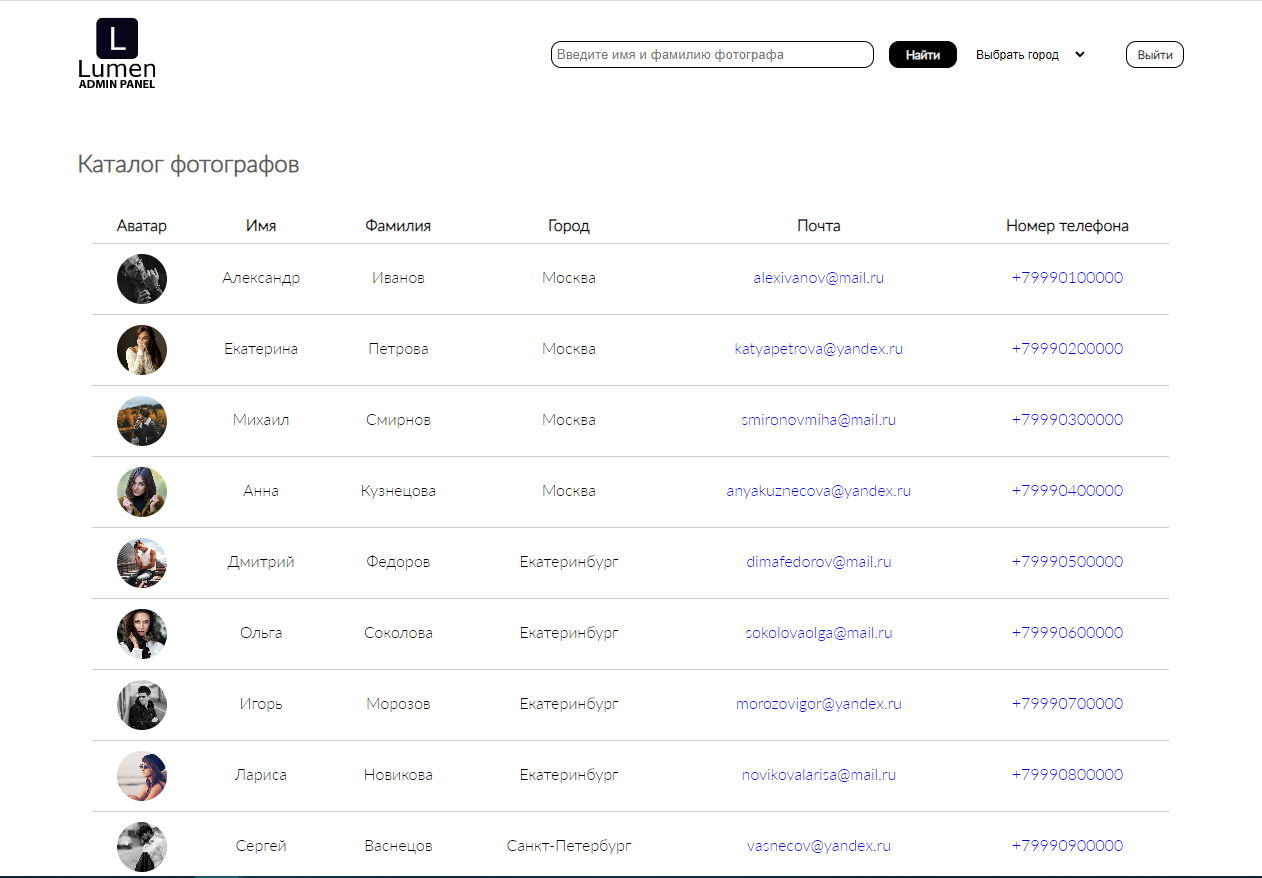 L
Lumen
ADMIN PANEL
Введите имя и фамилию фотографа Найти Выбрать город Выйти
Каталог фотографов
Аватар Имя Фамилия Город Почта Номер телефона
Александр Иванов Москва alexivanov@mail.ru +79990100000
Екатерина Петрова Москва katyapetrova@yandex.ru +79990200000
Михаил Смирнов Москва smironovmiha@mail.ru +79990300000
Анна Кузнецова Москва anyakuznecova@yandex.ru +79990400000
Дмитрий Федоров Екатеринбург dimafedorov@mail.ru +79990500000
Ольга Соколова Екатеринбург sokolovaolga@mail.ru +79990600000
Игорь Морозов Екатеринбург morozovigor@yandex.ru +79990700000
Лариса Новикова Екатеринбург novikovalarisa@mail.ru +79990800000
Сергей Васнецов Санкт-Петербург vasnecov@yandex.ru +79990900000